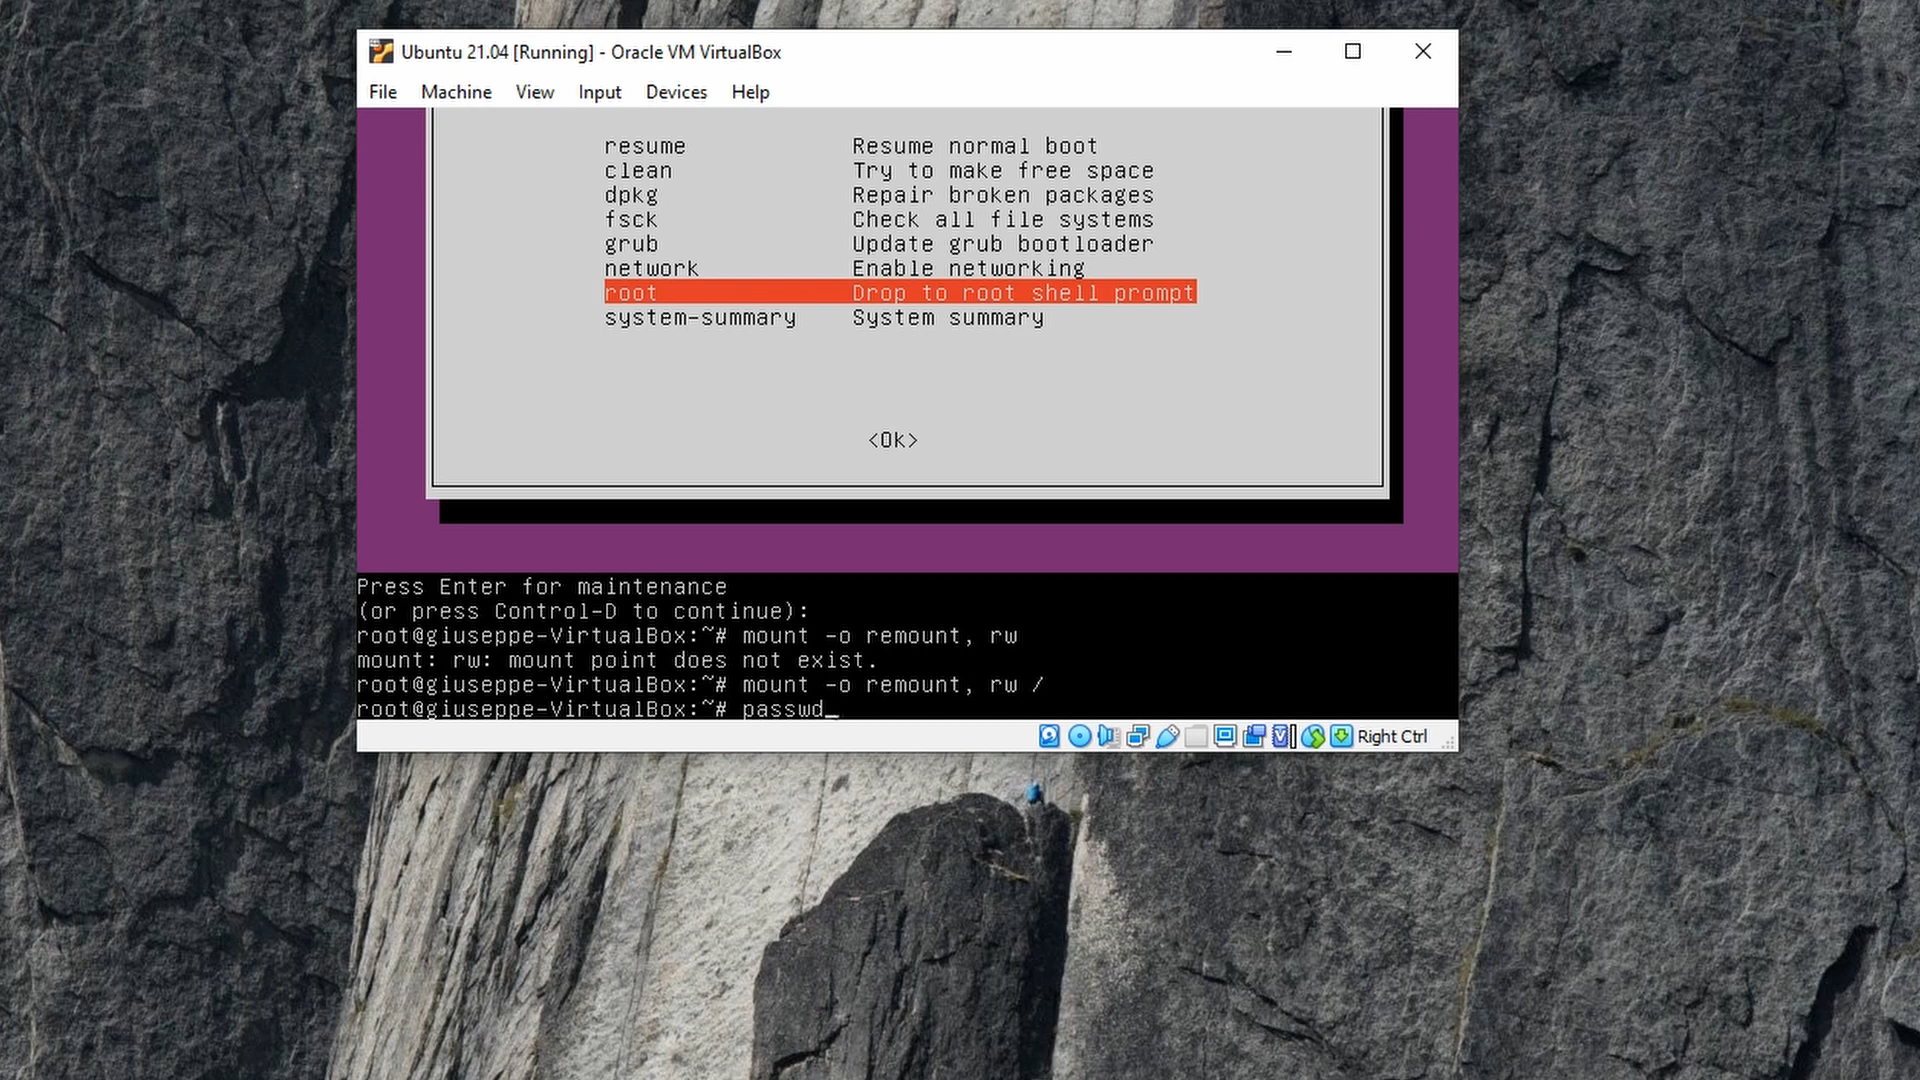 Ubuntu 21.04 [Running] - Oracle VM VirtualBox
File Machine View Input Devices Help
resume Resume normal boot
clean Try to make free space
dpkg Repair broken packages
fsck Check all file systems
grub Update grub bootloader
network Enable networking
root Drop to root shell prompt
system-summary System summary
<Ok>
Press Enter for maintenance
(or press Control-D to continue):
root@giuseppe-VirtualBox:~# mount -o remount, rw
mount: rw: mount point does not exist.
root@giuseppe-VirtualBox:~# mount -o remount, rw /
root@giuseppe-VirtualBox:~# passwd_
Right Ctrl